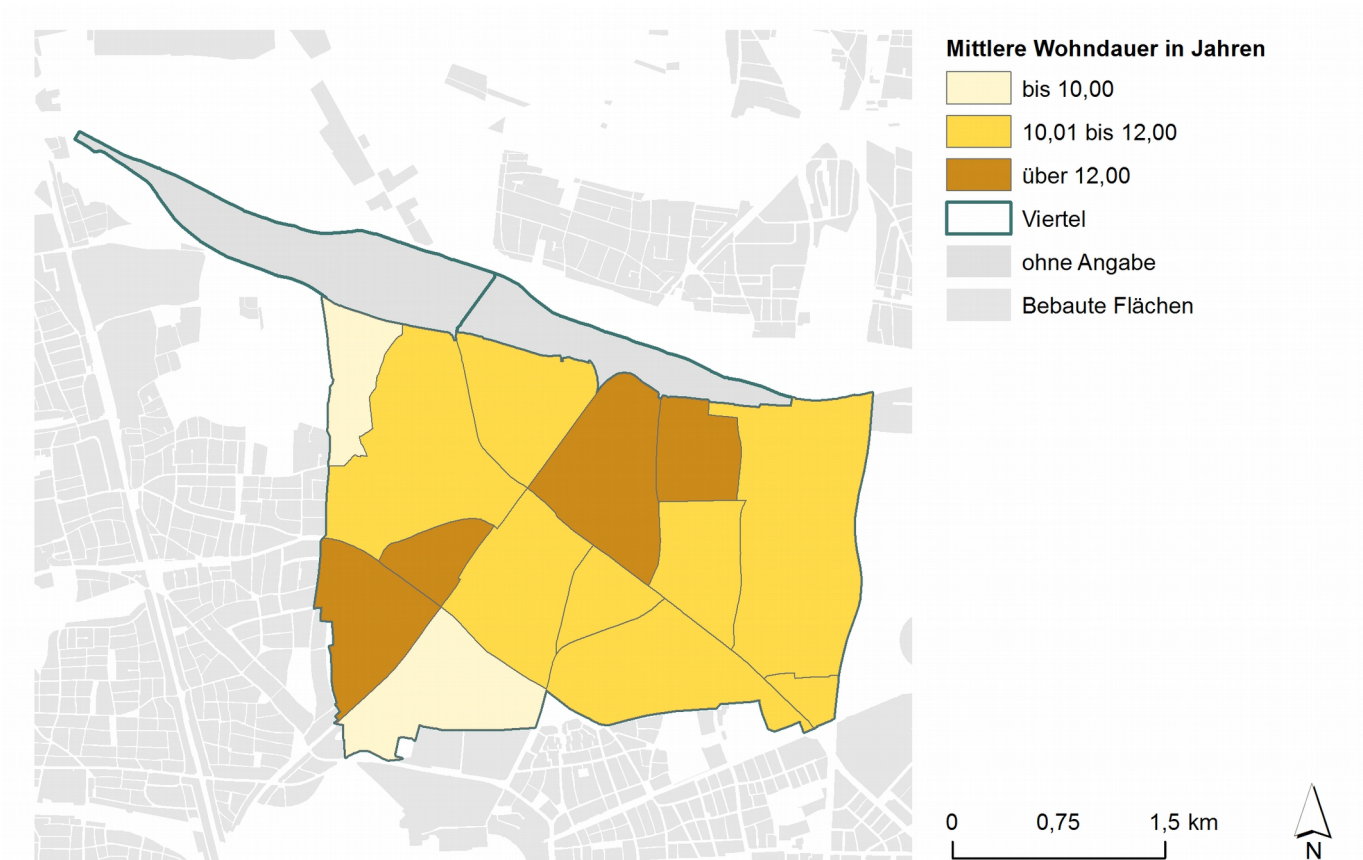 Mittlere Wohndauer in Jahren
bis 10,00
10,01 bis 12,00
über 12,00
Viertel
ohne Angabe
Bebaute Flächen
0 0,75 1,5 km
N